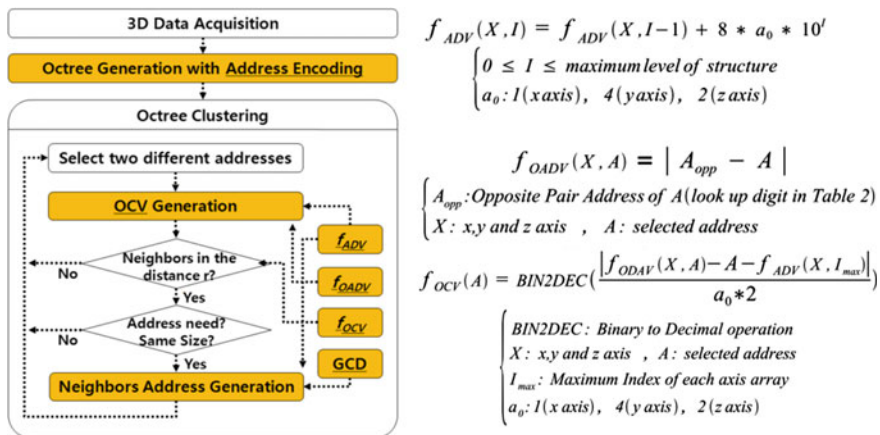 3D Data Acquisition
Octree Generation with Address Encoding
Octree Clustering
Select two different addresses
OCV Generation
Neighbors in the
distance r?
No
Yes
Address need?
Same Size?
No
Yes
Neighbors Address Generation
f_ADV
f_OADV
f_OCV
GCD
f_ADV (X, I) = f_ADV (X, I−1) + 8 * a₀ * 10^I
0 ≤ I ≤ maximum level of structure
a₀ : 1(x axis), 4(y axis), 2(z axis)
f_OADV (X, A) = | A_opp − A |
A_opp : Opposite Pair Address of A(look up digit in Table 2)
X : x,y and z axis , A : selected address
f_OCV (A) = BIN2DEC( |f_ODAV (X, A) − A − f_ADV (X, I_max)| / a₀*2 )
BIN2DEC : Binary to Decimal operation
X : x,y and z axis , A : selected address
I_max : Maximum Index of each axis array
a₀ : 1(x axis), 4(y axis), 2(z axis)